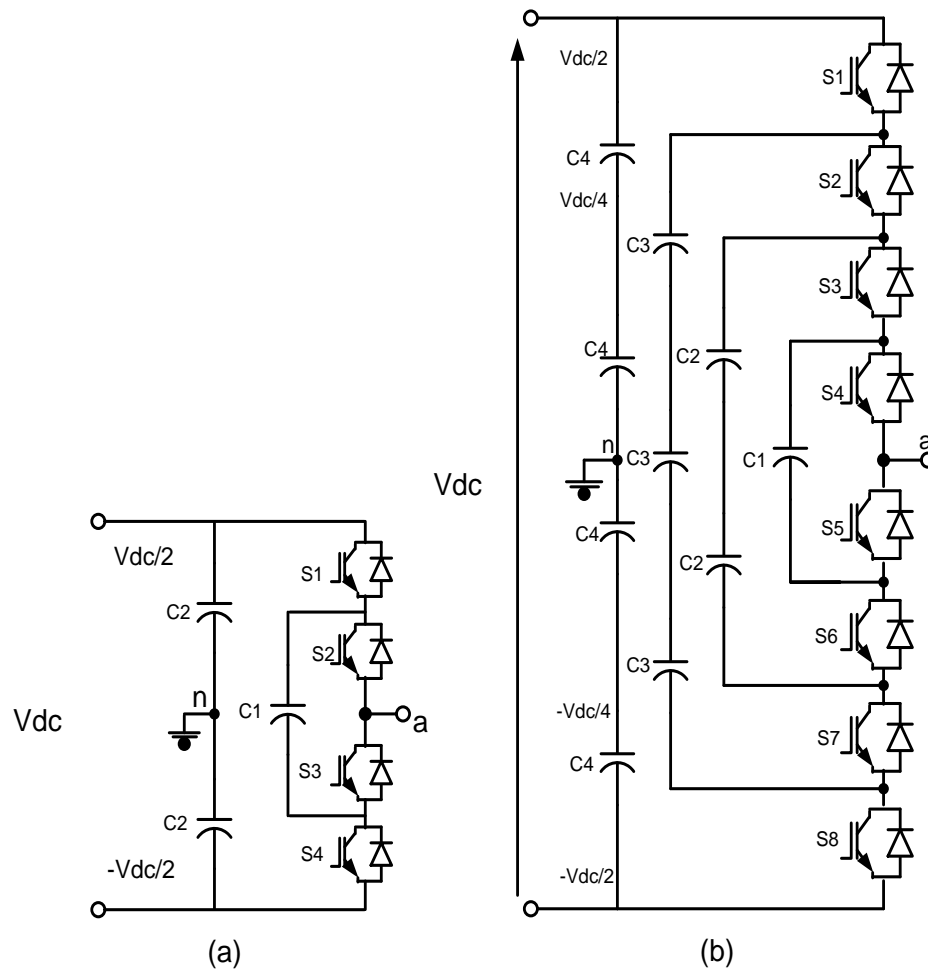 Vdc/2
S1
C2
S2
n
C1
a
Vdc
S3
C2
S4
-Vdc/2
(a)
Vdc/2
S1
C4
S2
Vdc/4
C3
S3
C4
C2
S4
n
C3
C1
a
Vdc
C4
S5
C2
S6
C3
-Vdc/4
S7
C4
S8
-Vdc/2
(b)